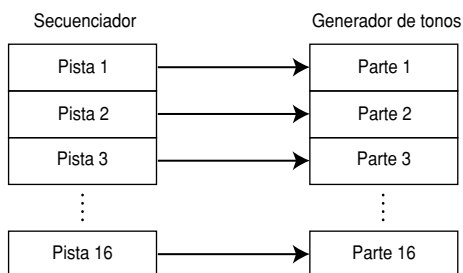 Secuenciador Generador de tonos
Pista 1 Parte 1
Pista 2 Parte 2
Pista 3 Parte 3
Pista 16 Parte 16